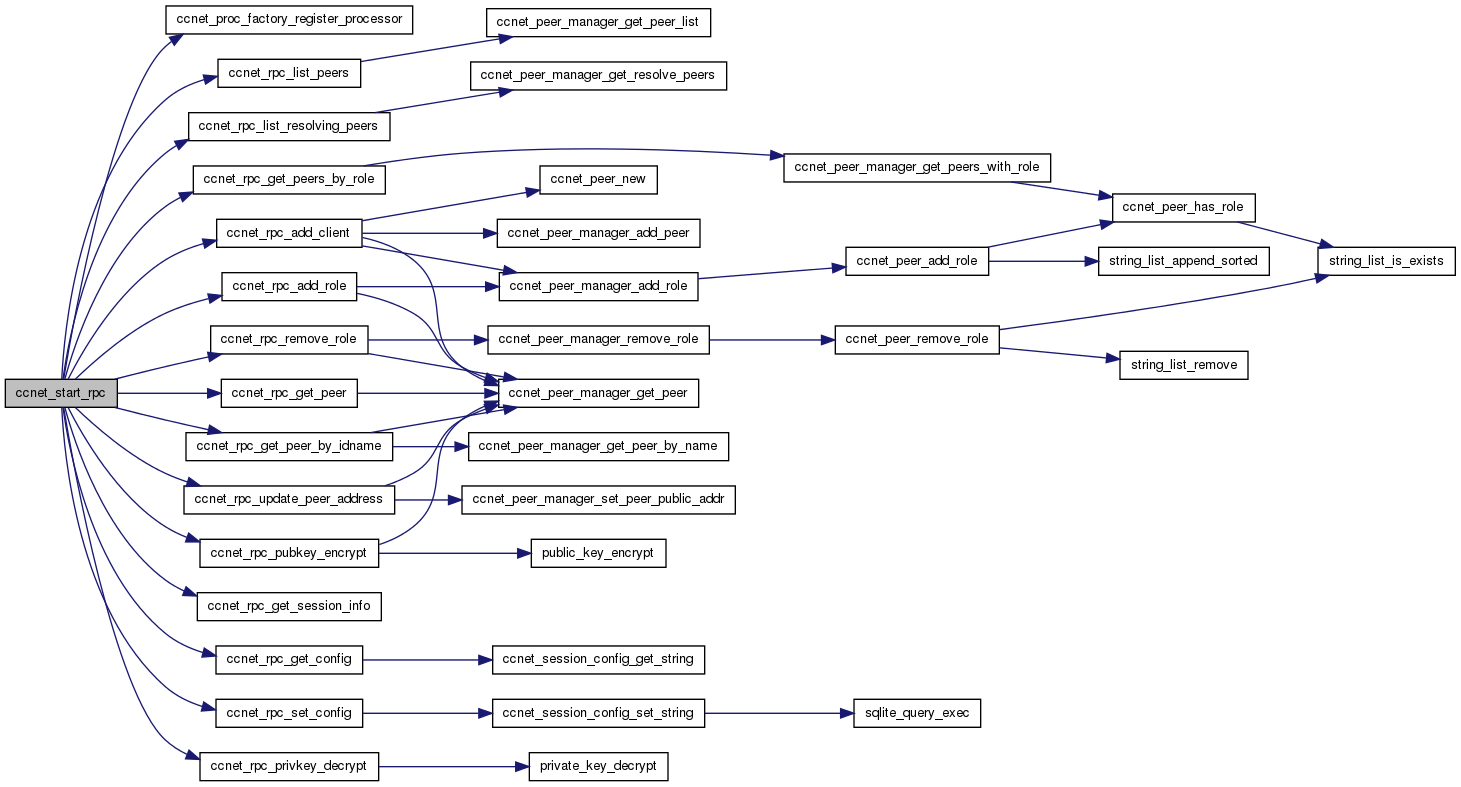 ccnet_proc_factory_register_processor
ccnet_peer_manager_get_peer_list
ccnet_rpc_list_peers
ccnet_peer_manager_get_resolve_peers
ccnet_rpc_list_resolving_peers
ccnet_peer_manager_get_peers_with_role
ccnet_rpc_get_peers_by_role
ccnet_peer_new
ccnet_peer_has_role
ccnet_rpc_add_client
ccnet_peer_manager_add_peer
ccnet_peer_add_role
string_list_append_sorted
string_list_is_exists
ccnet_rpc_add_role
ccnet_peer_manager_add_role
ccnet_rpc_remove_role
ccnet_peer_manager_remove_role
ccnet_peer_remove_role
string_list_remove
ccnet_start_rpc
ccnet_rpc_get_peer
ccnet_peer_manager_get_peer
ccnet_rpc_get_peer_by_idname
ccnet_peer_manager_get_peer_by_name
ccnet_rpc_update_peer_address
ccnet_peer_manager_set_peer_public_addr
ccnet_rpc_pubkey_encrypt
public_key_encrypt
ccnet_rpc_get_session_info
ccnet_rpc_get_config
ccnet_session_config_get_string
ccnet_rpc_set_config
ccnet_session_config_set_string
sqlite_query_exec
ccnet_rpc_privkey_decrypt
private_key_decrypt